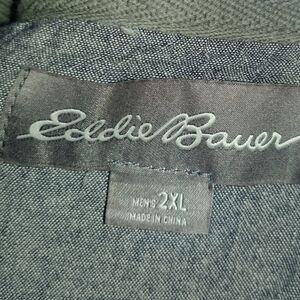 Eddie Bauer
MEN'S 2XL
MADE IN CHINA